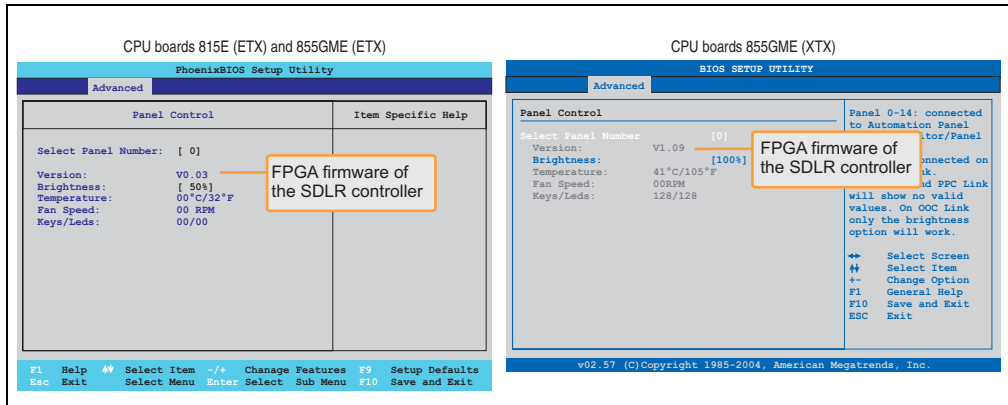 CPU boards 815E (ETX) and 855GME (ETX)
PhoenixBIOS Setup Utility
Advanced
Panel Control
Item Specific Help
Select Panel Number: [ 0]
Version: V0.03
Brightness: [ 50%]
Temperature: 00°C/32°F
Fan Speed: 00 RPM
Keys/Leds: 00/00
FPGA firmware of
the SDLR controller
F1 Help Select Item -/+ Chanage Features F9 Setup Defaults
Esc Exit Select Menu Enter Select Sub Menu F10 Save and Exit
CPU boards 855GME (XTX)
BIOS SETUP UTILITY
Advanced
Panel Control
Select Panel Number [0]
Version: V1.09
Brightness: [100%]
Temperature: 41°C/105°F
Fan Speed: 00RPM
Keys/Leds: 128/128
FPGA firmware of
the SDLR controller
Panel 0-14: connected
to Automation Panel
/Panel
on
PPC Link
will show no valid
values. On OOC Link
only the brightness
option will work.
Select Screen
Select Item
+- Change Option
F1 General Help
F10 Save and Exit
ESC Exit
v02.57 (C)Copyright 1985-2004, American Megatrends, Inc.